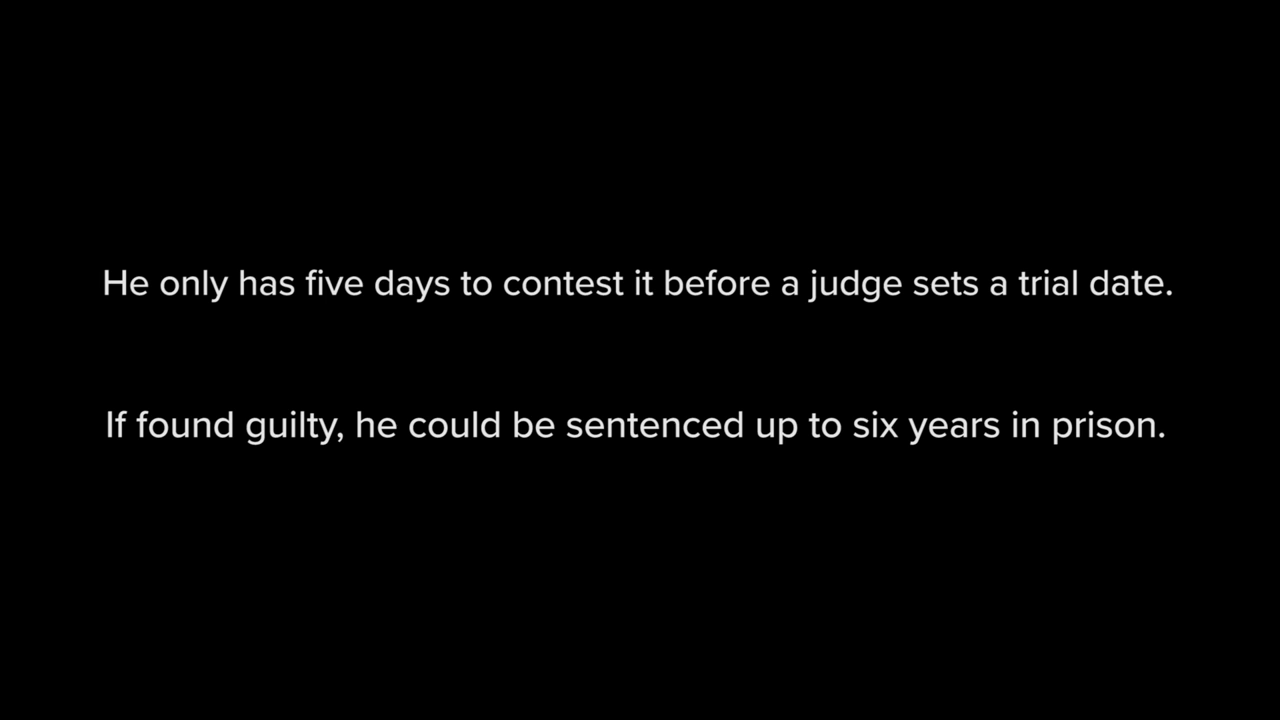 He only has five days to contest it before a judge sets a trial date.
If found guilty, he could be sentenced up to six years in prison.